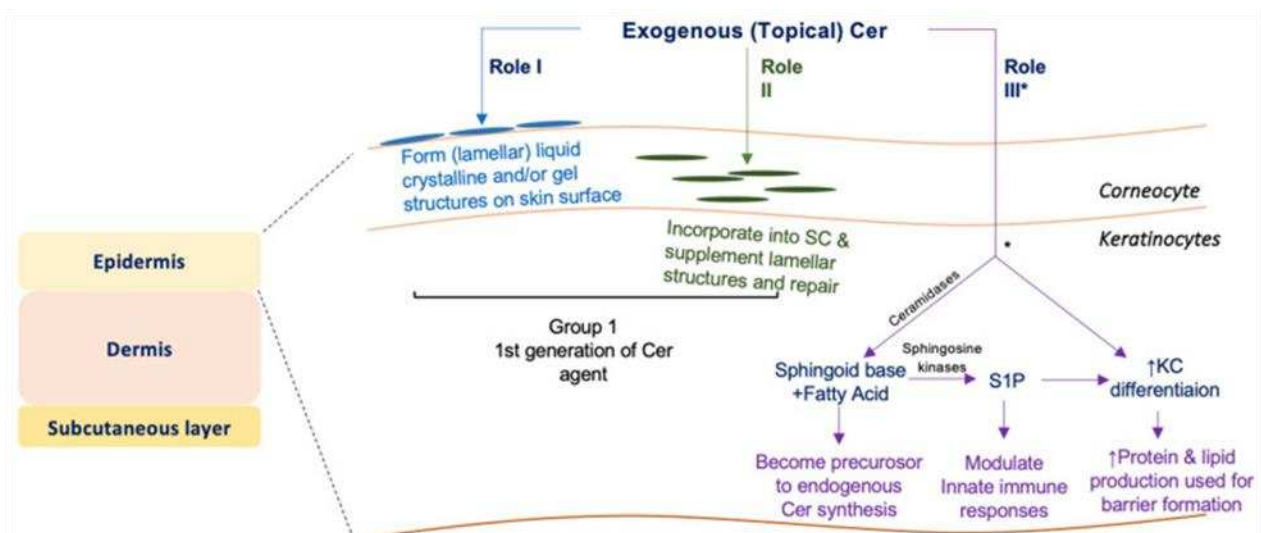 Exogenous (Topical) Cer
Role I
Role
II
Role
III*
Form (lamellar) liquid
crystalline and/or gel
structures on skin surface
Corneocyte
Incorporate into SC &
supplement lamellar
structures and repair
Keratinocytes
*
Epidermis
Dermis
Subcutaneous layer
Group 1
1st generation of Cer
agent
Ceramidases
Sphingoid base
+Fatty Acid
Sphingosine
kinases
S1P
↑KC
differentiaion
Become precurosor
to endogenous
Cer synthesis
Modulate
Innate immune
responses
↑Protein & lipid
production used for
barrier formation